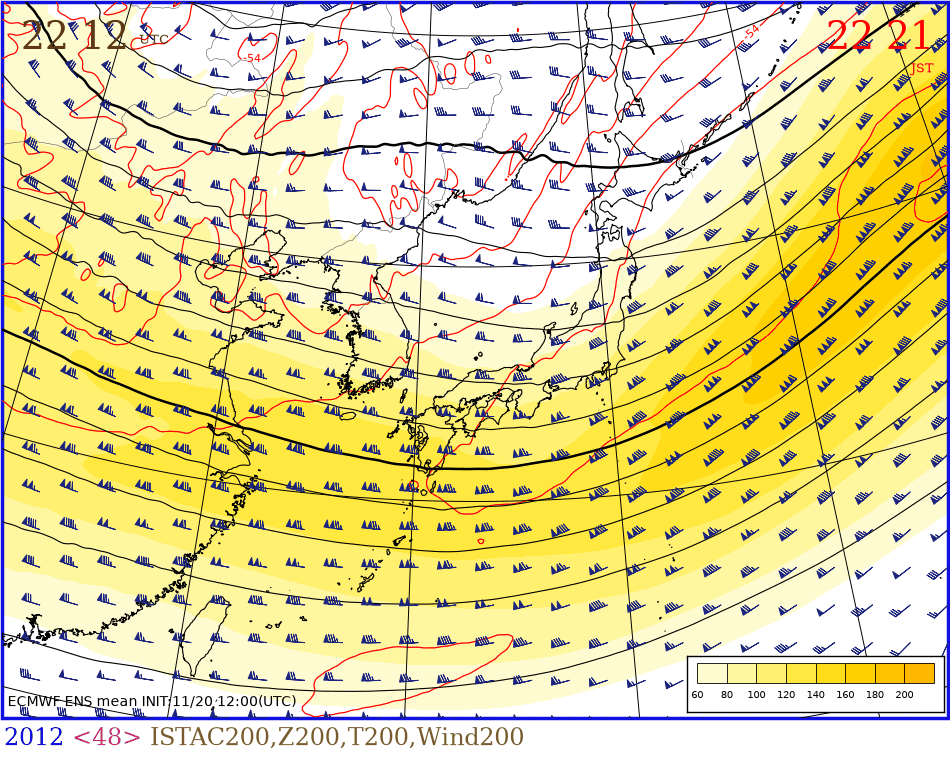 22 12 UTC
22 21 JST
-54
-54
60 80 100 120 140 160 180 200
ECMWF ENS mean INIT:11/20 12:00(UTC)
2012 <48> ISTAC200,Z200,T200,Wind200